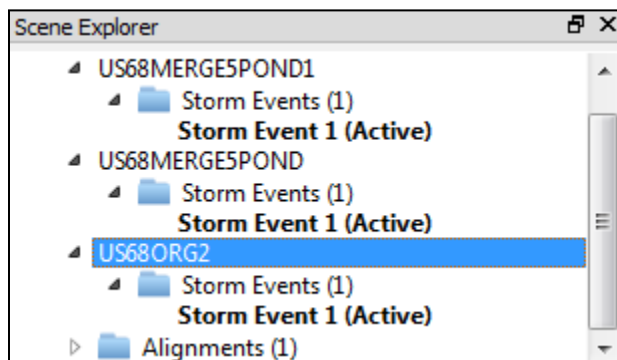 Scene Explorer
US68MERGE5POND1
Storm Events (1)
Storm Event 1 (Active)
US68MERGE5POND
Storm Events (1)
Storm Event 1 (Active)
US68ORG2
Storm Events (1)
Storm Event 1 (Active)
Alignments (1)